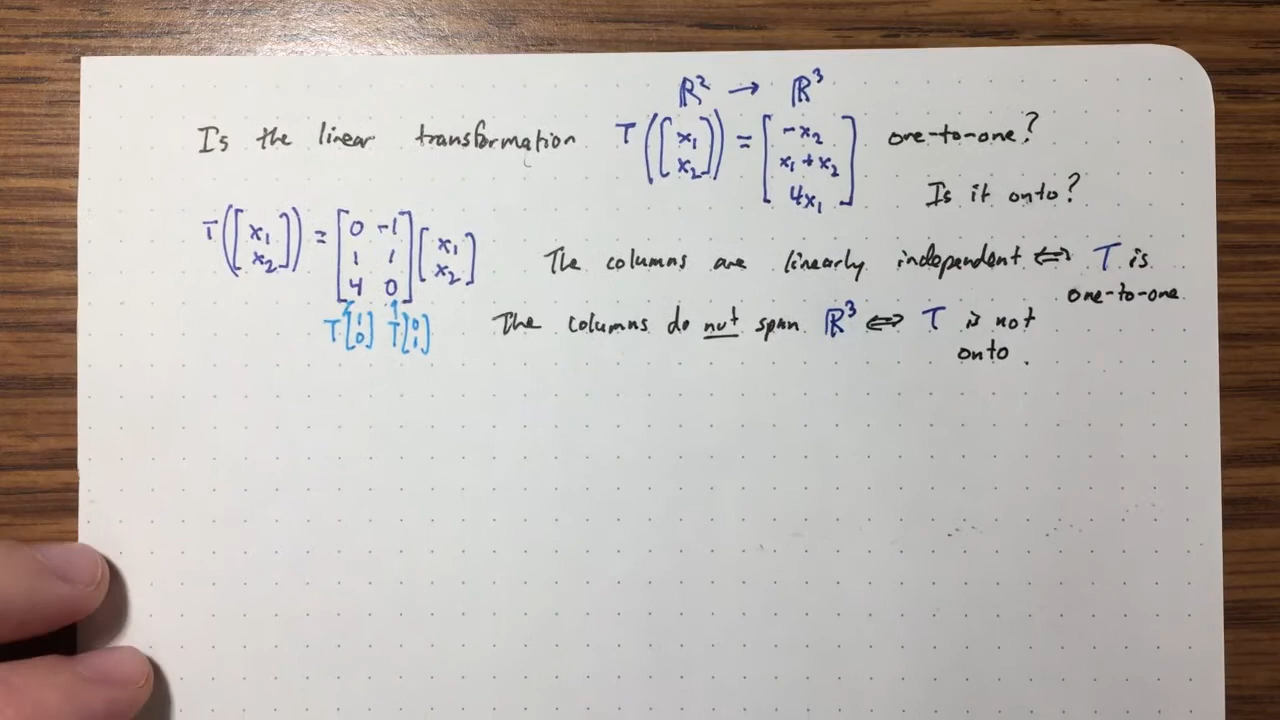 ℝ² → ℝ³
Is the linear transformation T([x₁ x₂]) = [-x₂ x₁+x₂ 4x₁] one-to-one?
Is it onto?
T([x₁ x₂]) = [0 -1 1 1 4 0] [x₁ x₂]
The columns are linearly independent ⟺ T is
one-to-one.
T[1 0] T[0 1]
The columns do not span ℝ³ ⟺ T is not
onto.